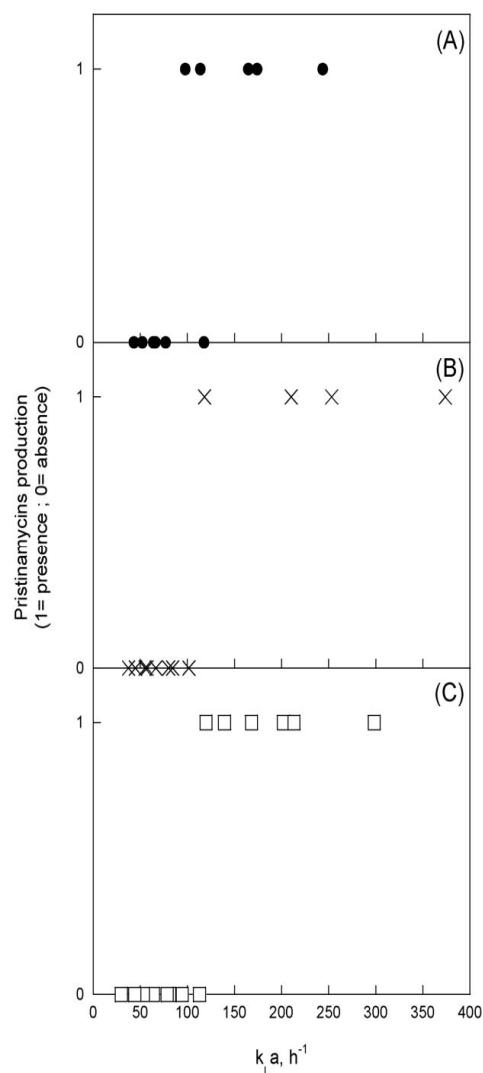 (A)
1
0
(B)
1
0
(C)
1
0
Pristinamycins production
(1= presence ; 0= absence)
0 50 100 150 200 250 300 350 400
kLa, h-1